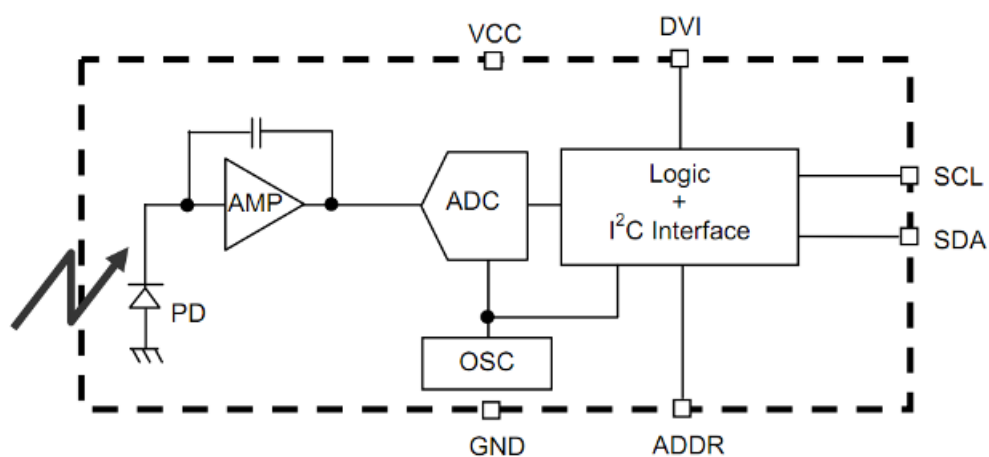 VCC
DVI
AMP
ADC
Logic
+
I²C Interface
SCL
SDA
PD
OSC
GND
ADDR